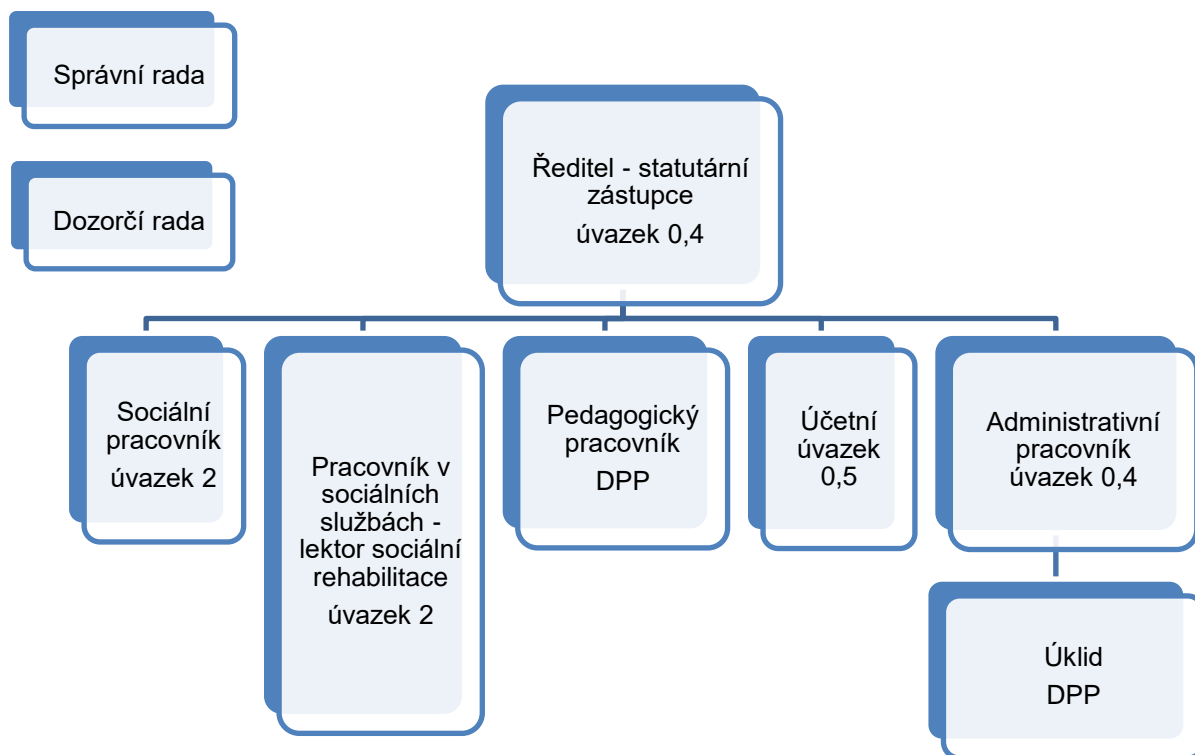 Správní rada
Dozorčí rada
Ředitel - statutární
zástupce
úvazek 0,4
Sociální
pracovník
úvazek 2
Pracovník v
sociálních
službách -
lektor sociální
rehabilitace
úvazek 2
Pedagogický
pracovník
DPP
Účetní
úvazek
0,5
Administrativní
pracovník
úvazek 0,4
Úklid
DPP